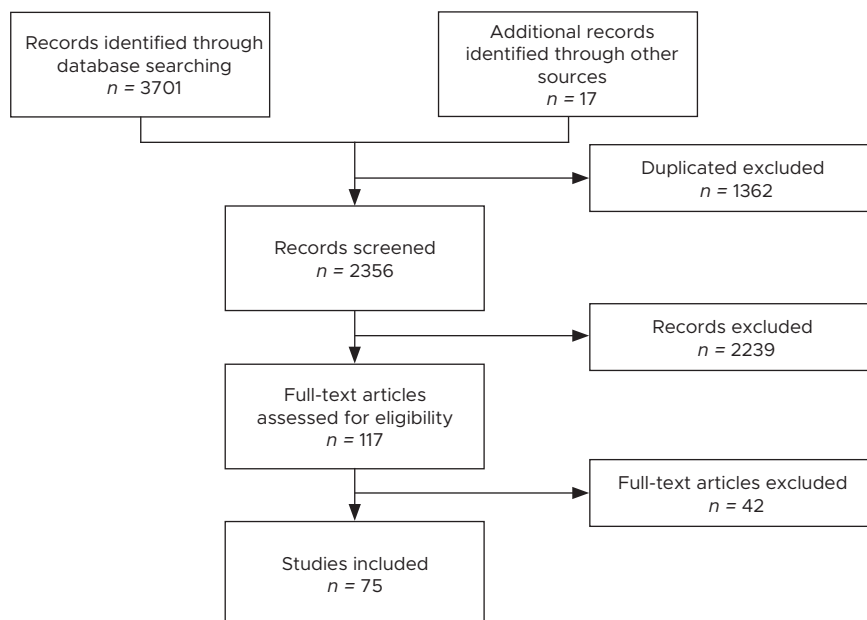 Records identified through
database searching
n = 3701
Additional records
identified through other
sources
n = 17
Duplicated excluded
n = 1362
Records screened
n = 2356
Records excluded
n = 2239
Full-text articles
assessed for eligibility
n = 117
Full-text articles excluded
n = 42
Studies included
n = 75